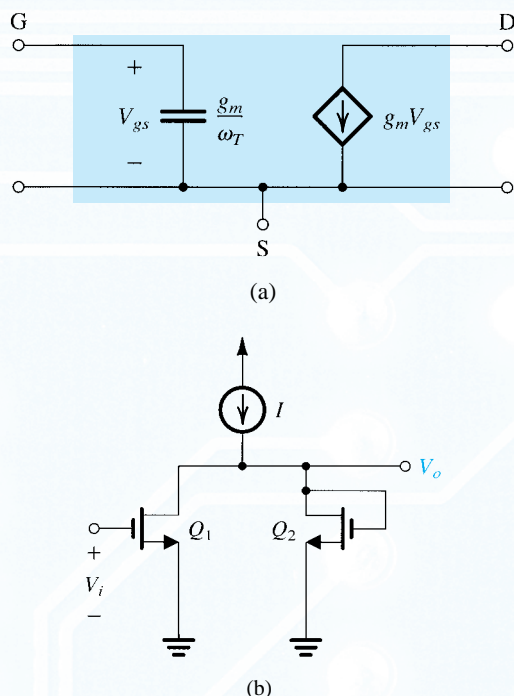 G
D
+
V_gs
g_m
ω_T
g_m V_gs
−
S
(a)
I
V_o
Q_1
Q_2
+
V_i
−
(b)